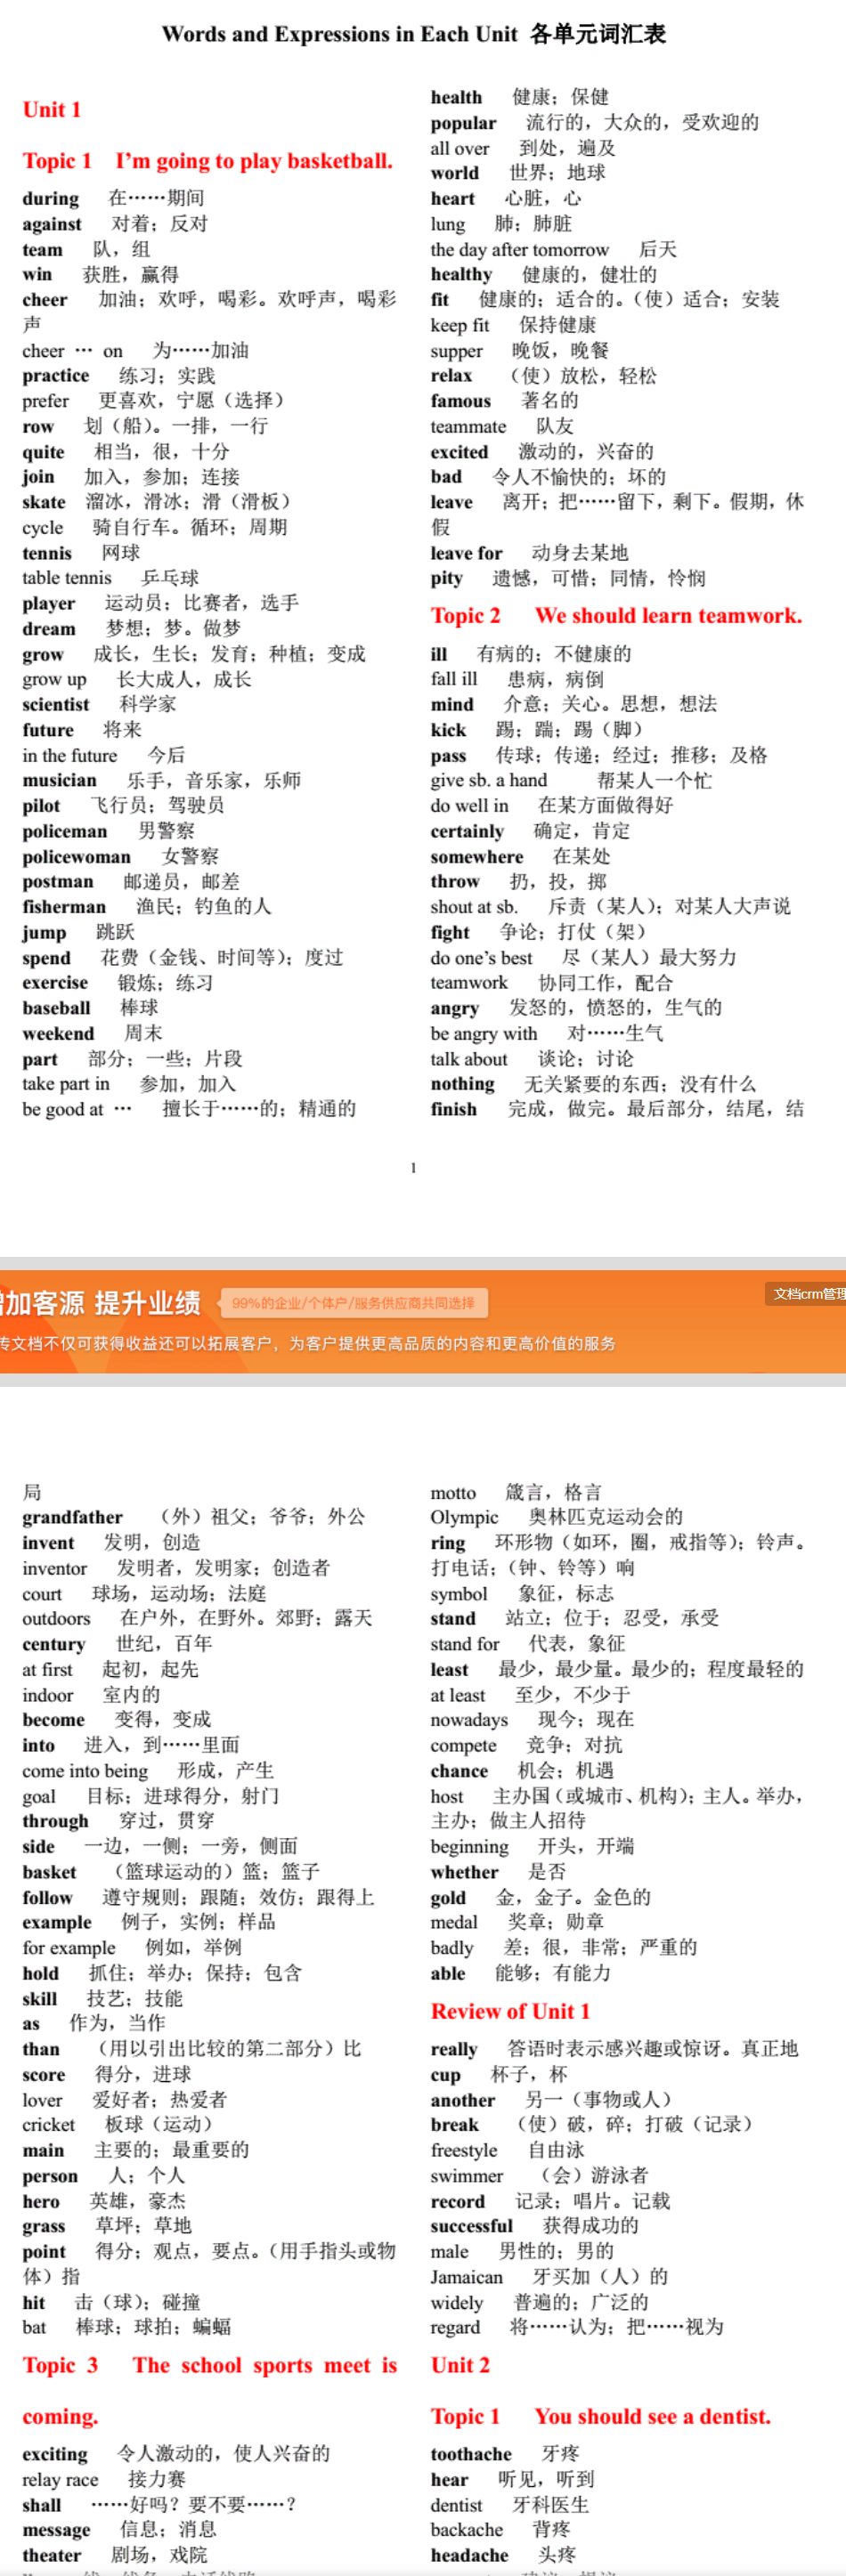 Words and Expressions in Each Unit 各单元词汇表
Unit 1
Topic 1 I'm going to play basketball.
during 在……期间
against 对着；反对
team 队，组
win 获胜，赢得
cheer 加油；欢呼，喝彩。欢呼声，喝彩
声
cheer … on 为……加油
practice 练习；实践
prefer 更喜欢，宁愿（选择）
row 划（船）。一排，一行
quite 相当，很，十分
join 加入，参加；连接
skate 溜冰，滑冰；滑（滑板）
cycle 骑自行车。循环；周期
tennis 网球
table tennis 乒乓球
player 运动员；比赛者，选手
dream 梦想；梦。做梦
grow 成长，生长；发育；种植；变成
grow up 长大成人，成长
scientist 科学家
future 将来
in the future 今后
musician 乐手，音乐家，乐师
pilot 飞行员；驾驶员
policeman 男警察
policewoman 女警察
postman 邮递员，邮差
fisherman 渔民；钓鱼的人
jump 跳跃
spend 花费（金钱、时间等）；度过
exercise 锻炼；练习
baseball 棒球
weekend 周末
part 部分；一些；片段
take part in 参加，加入
be good at … 擅长于……的；精通的
health 健康；保健
popular 流行的，大众的，受欢迎的
all over 到处，遍及
world 世界；地球
heart 心脏，心
lung 肺；肺脏
the day after tomorrow 后天
healthy 健康的，健壮的
fit 健康的；适合的。（使）适合；安装
keep fit 保持健康
supper 晚饭，晚餐
relax （使）放松，轻松
famous 著名的
teammate 队友
excited 激动的，兴奋的
bad 令人不愉快的；坏的
leave 离开；把……留下，剩下。假期，休
假
leave for 动身去某地
pity 遗憾，可惜；同情，怜悯
Topic 2 We should learn teamwork.
ill 有病的；不健康的
fall ill 患病，病倒
mind 介意；关心。思想，想法
kick 踢；踹；踢（脚）
pass 传球；传递；经过；推移；及格
give sb. a hand 帮某人一个忙
do well in 在某方面做得好
certainly 确定，肯定
somewhere 在某处
throw 扔，投，掷
shout at sb. 斥责（某人）；对某人大声说
fight 争论；打仗（架）
do one's best 尽（某人）最大努力
teamwork 协同工作，配合
angry 发怒的，愤怒的，生气的
be angry with 对……生气
talk about 谈论；讨论
nothing 无关紧要的东西；没有什么
finish 完成，做完。最后部分，结尾，结
1
加客源 提升业绩
99%的企业/个体户/服务供应商共同选择
文档crm管理
传文档不仅可获得收益还可以拓展客户，为客户提供更高品质的内容和更高价值的服务
局
grandfather （外）祖父；爷爷；外公
invent 发明，创造
inventor 发明者，发明家；创造者
court 球场，运动场；法庭
outdoors 在户外，在野外。郊野；露天
century 世纪，百年
at first 起初，起先
indoor 室内的
become 变得，变成
into 进入，到……里面
come into being 形成，产生
goal 目标；进球得分，射门
through 穿过，贯穿
side 一边，一侧；一旁，侧面
basket （篮球运动的）篮；篮子
follow 遵守规则；跟随；效仿；跟得上
example 例子，实例；样品
for example 例如，举例
hold 抓住；举办；保持；包含
skill 技艺；技能
as 作为，当作
than （用以引出比较的第二部分）比
score 得分，进球
lover 爱好者；热爱者
cricket 板球（运动）
main 主要的；最重要的
person 人；个人
hero 英雄，豪杰
grass 草坪；草地
point 得分；观点，要点。（用手指头或物
体）指
hit 击（球）；碰撞
bat 棒球；球拍；蝙蝠
Topic 3 The school sports meet is
coming.
exciting 令人激动的，使人兴奋的
relay race 接力赛
shall ……好吗？要不要……？
message 信息；消息
theater 剧场，戏院
motto 箴言，格言
Olympic 奥林匹克运动会的
ring 环形物（如环，圈，戒指等）；铃声。
打电话；（钟、铃等）响
symbol 象征，标志
stand 站立；位于；忍受，承受
stand for 代表，象征
least 最少，最少量。最少的；程度最轻的
at least 至少，不少于
nowadays 现今；现在
compete 竞争；对抗
chance 机会；机遇
host 主办国（或城市、机构）；主人。举办，
主办；做主人招待
beginning 开头，开端
whether 是否
gold 金，金子。金色的
medal 奖章；勋章
badly 差；很，非常；严重的
able 能够；有能力
Review of Unit 1
really 答语时表示感兴趣或惊讶。真正地
cup 杯子，杯
another 另一（事物或人）
break （使）破，碎；打破（记录）
freestyle 自由泳
swimmer （会）游泳者
record 记录；唱片。记载
successful 获得成功的
male 男性的；男的
Jamaican 牙买加（人）的
widely 普遍的；广泛的
regard 将……认为；把……视为
Unit 2
Topic 1 You should see a dentist.
toothache 牙疼
hear 听见，听到
dentist 牙科医生
backache 背疼
headache 头疼